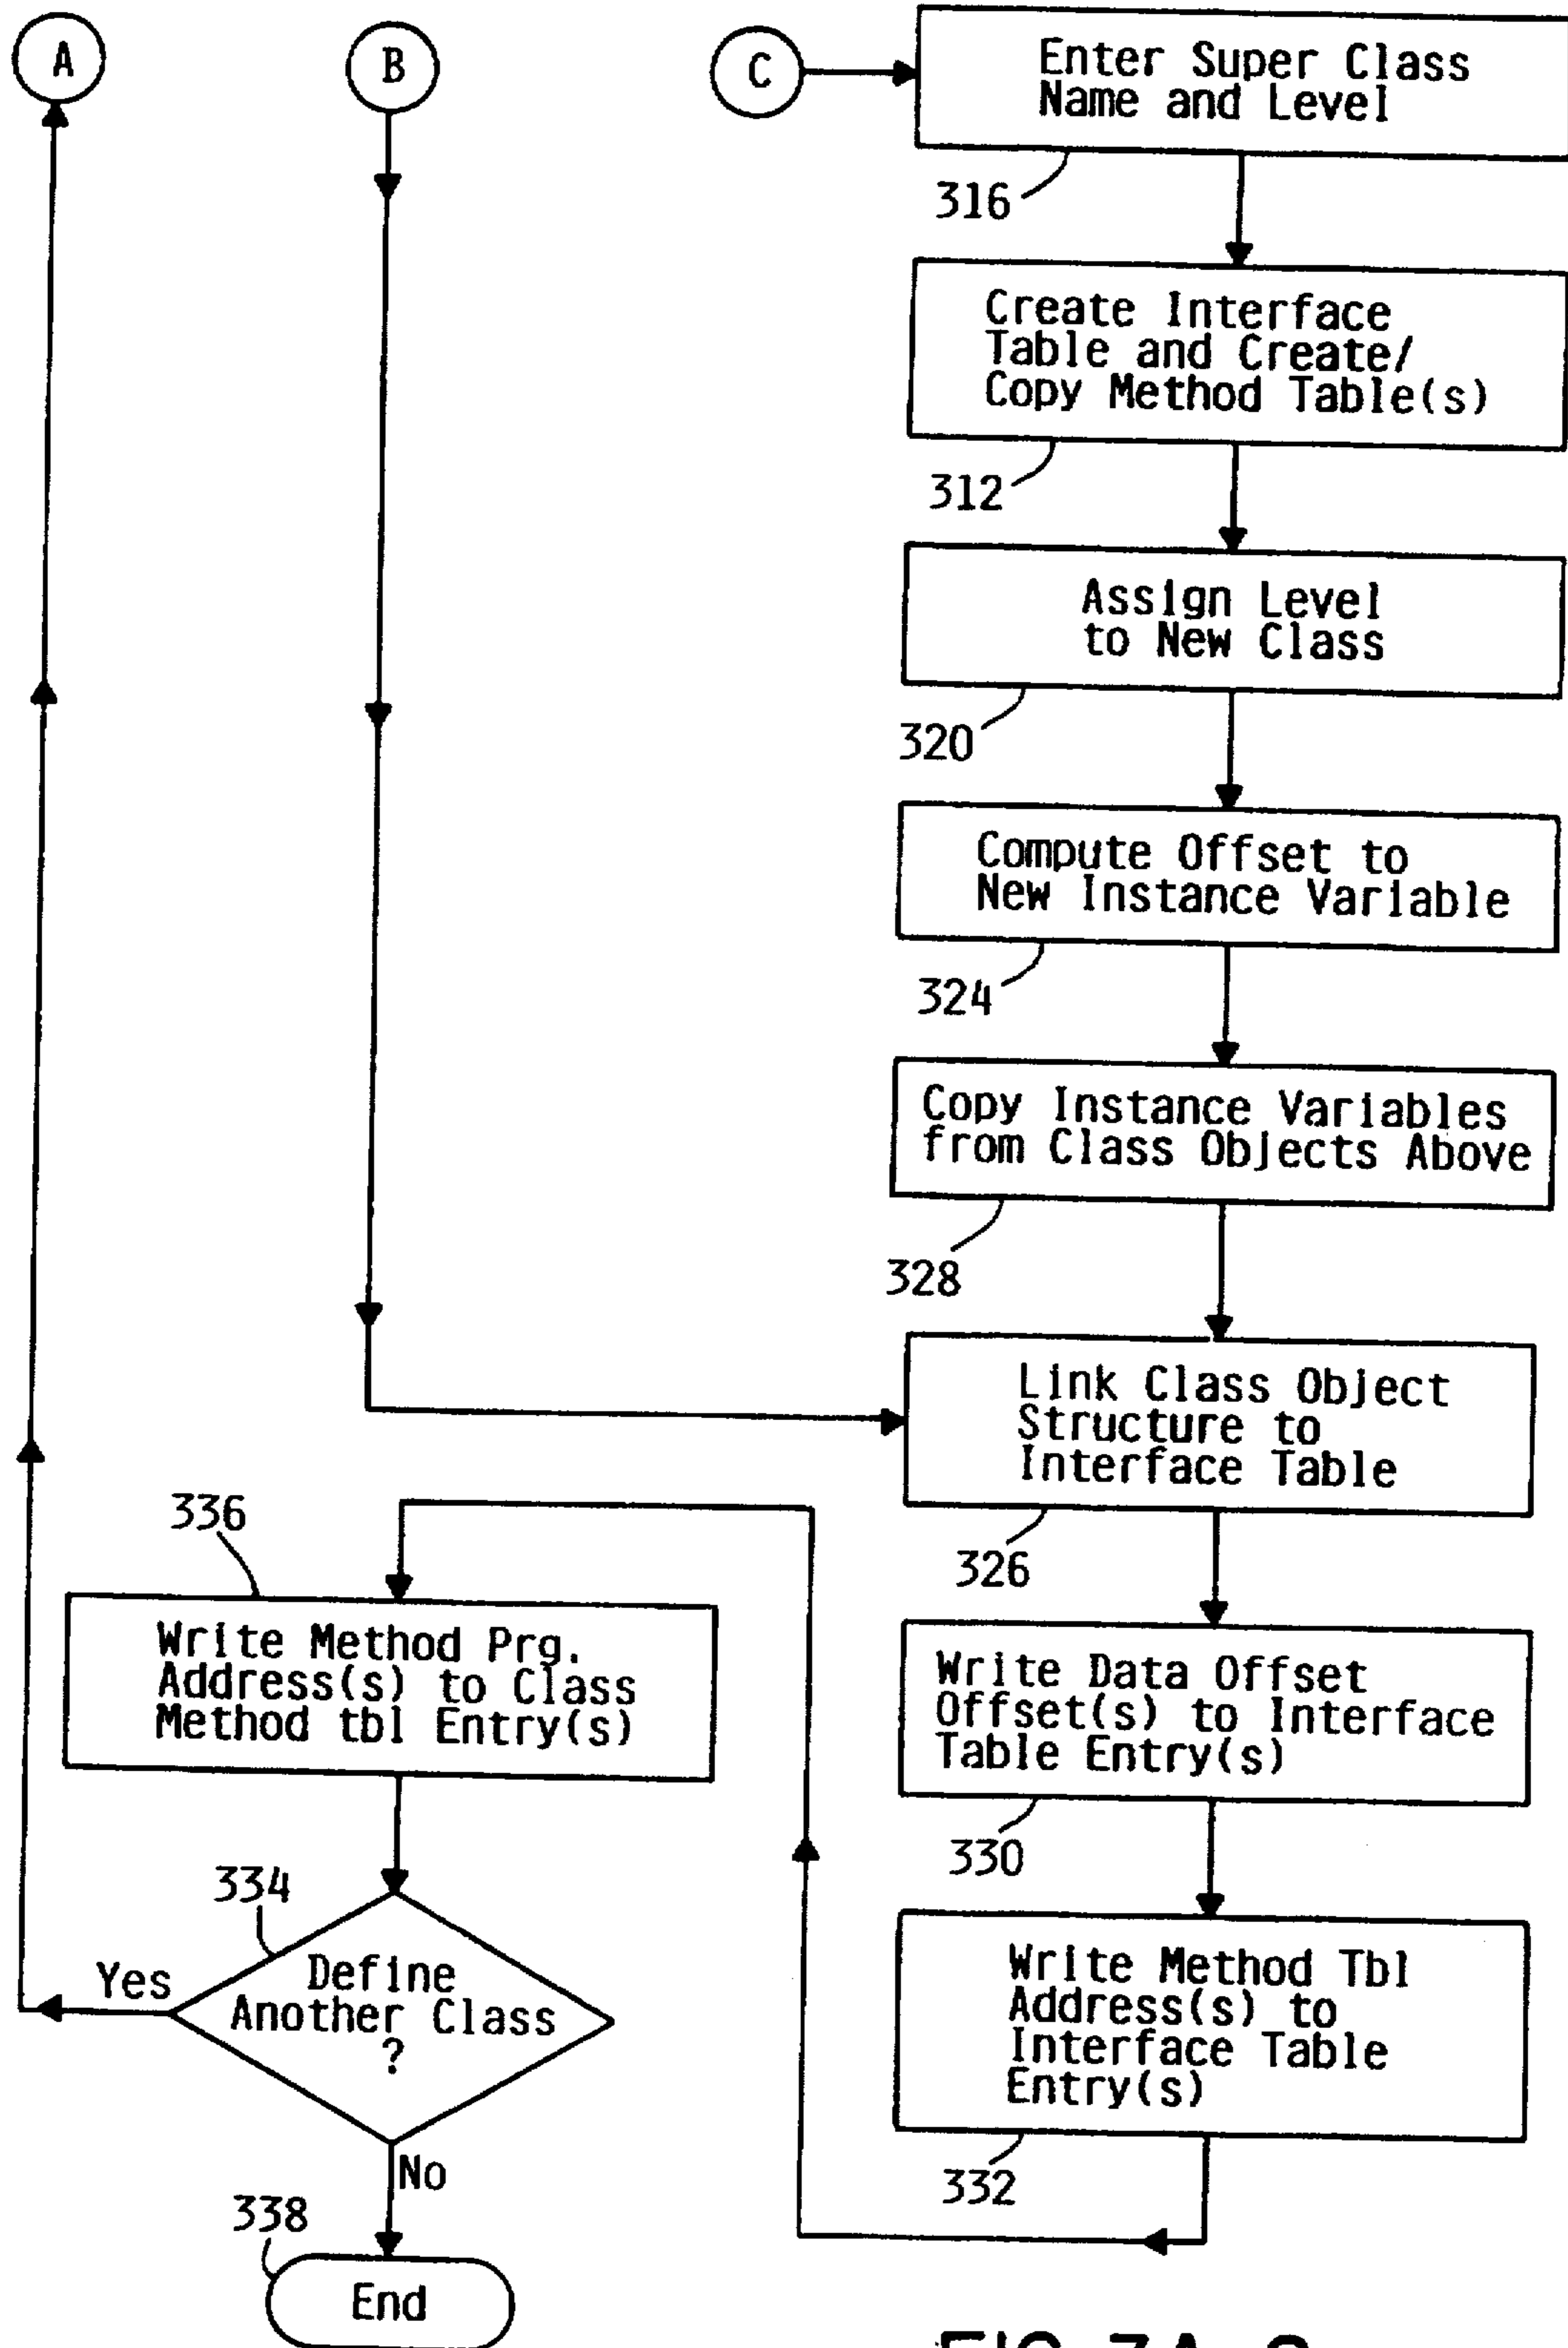 A
B
C
Enter Super Class
Name and Level
316
Create Interface
Table and Create/
Copy Method Table(s)
312
Assign Level
to New Class
320
Compute Offset to
New Instance Variable
324
Copy Instance Variables
from Class Objects Above
328
Link Class Object
Structure to
Interface Table
326
Write Data Offset
Offset(s) to Interface
Table Entry(s)
330
Write Method Tbl
Address(s) to
Interface Table
Entry(s)
332
336
Write Method Prg.
Address(s) to Class
Method tbl Entry(s)
334
Define
Another Class
?
Yes
No
338
End